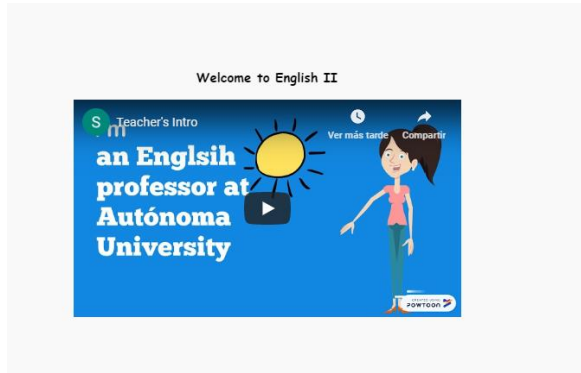 Welcome to English II
S Teacher's Intro
Ver más tarde Compartir
I'm
an Englsih
professor at
Autónoma
University
POWTOON